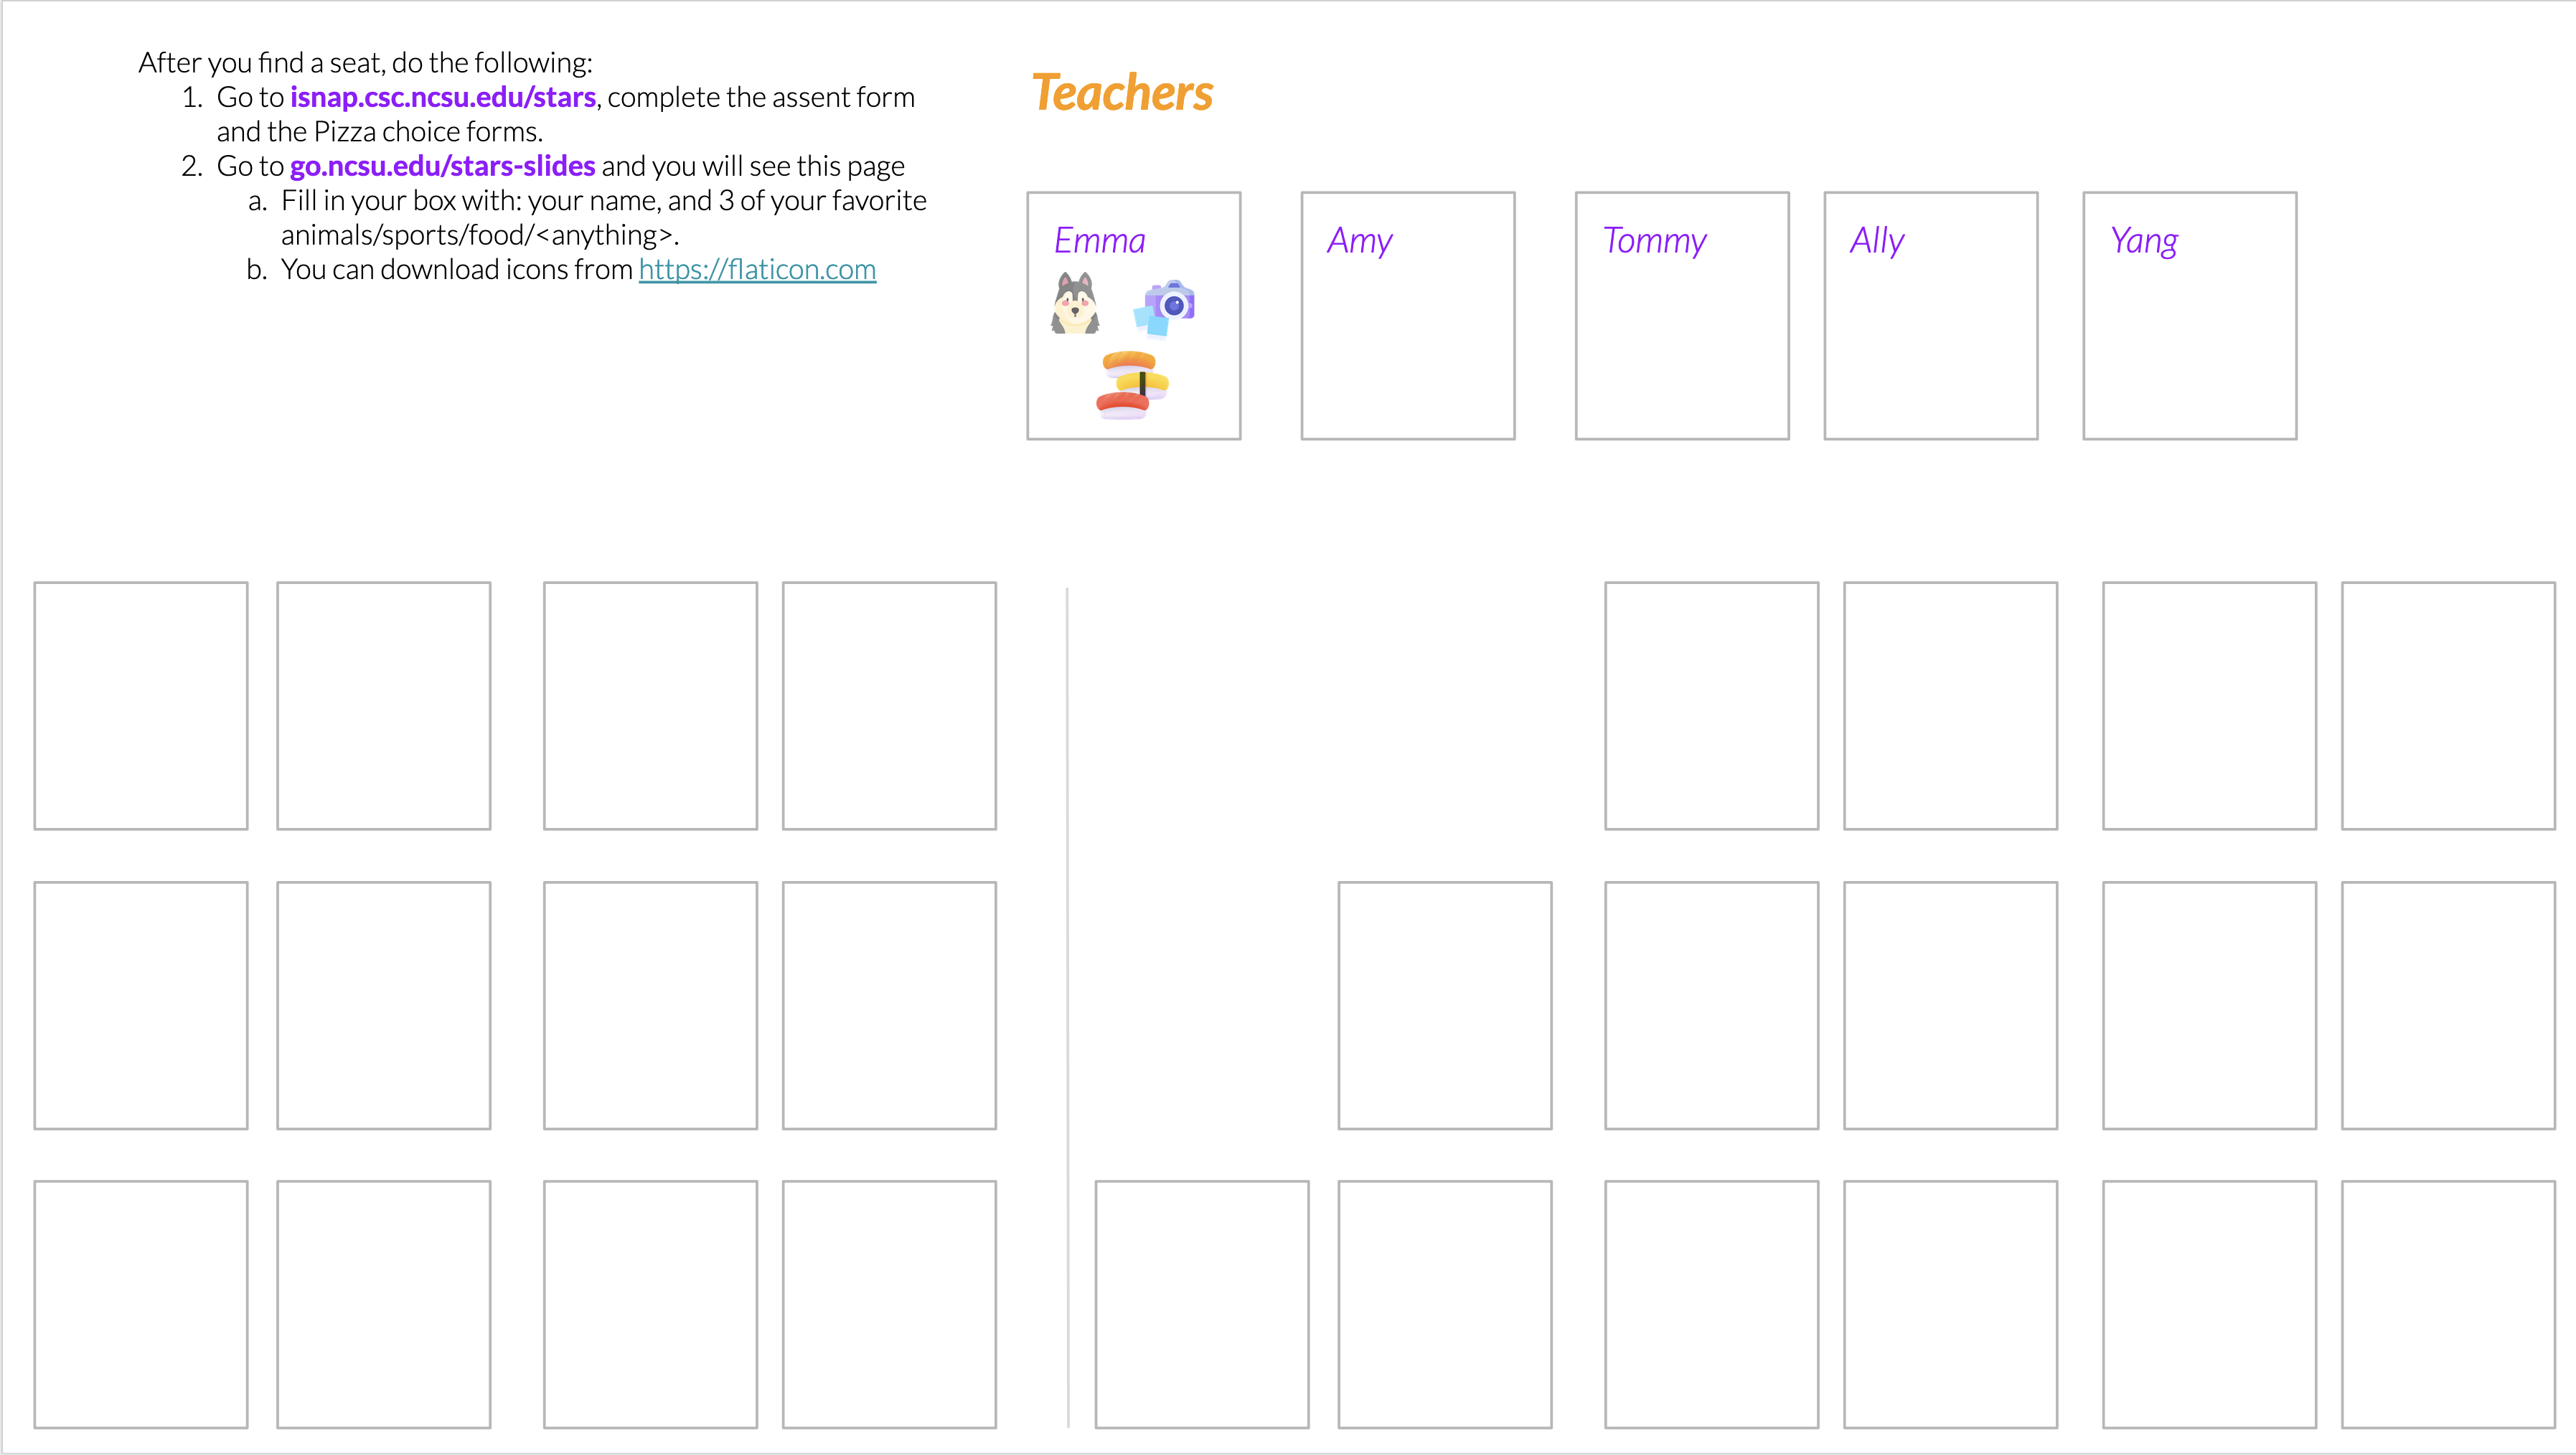 After you find a seat, do the following:
1. Go to isnap.csc.ncsu.edu/stars, complete the assent form
and the Pizza choice forms.
2. Go to go.ncsu.edu/stars-slides and you will see this page
a. Fill in your box with: your name, and 3 of your favorite
animals/sports/food/<anything>.
b. You can download icons from https://flaticon.com
Teachers
Emma
Amy
Tommy
Ally
Yang